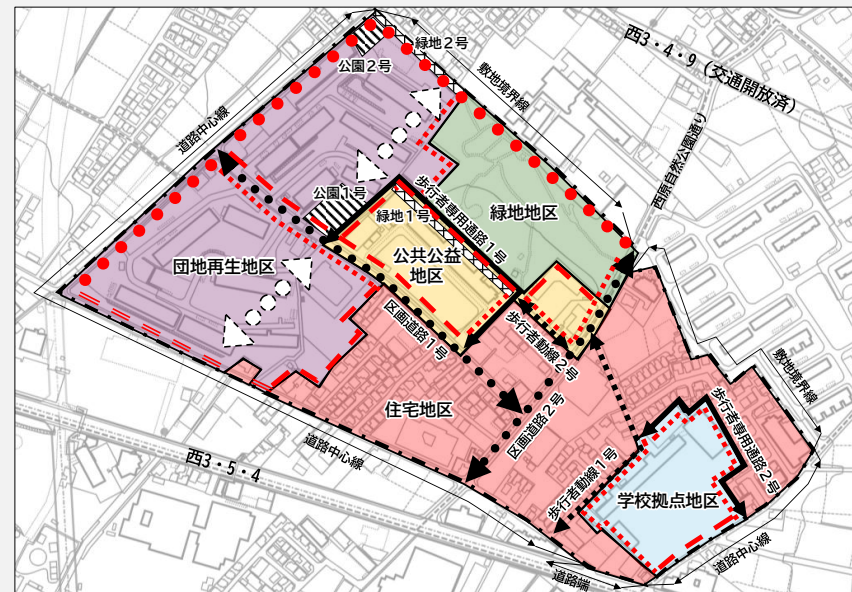 西3・4・9（交通開放済）
緑地2号
公園2号
敷地境界線
道路中心線
西原自然公園通り
公園1号
歩行者専用通路1号
緑地1号
緑地地区
公共公益
地区
団地再生地区
区画道路1号
歩行者動線2号
住宅地区
区画道路2号
敷地境界線
歩行者専用通路2号
道路中心線
西3・5・4
歩行者動線1号
学校拠点地区
道路中心線
道路端